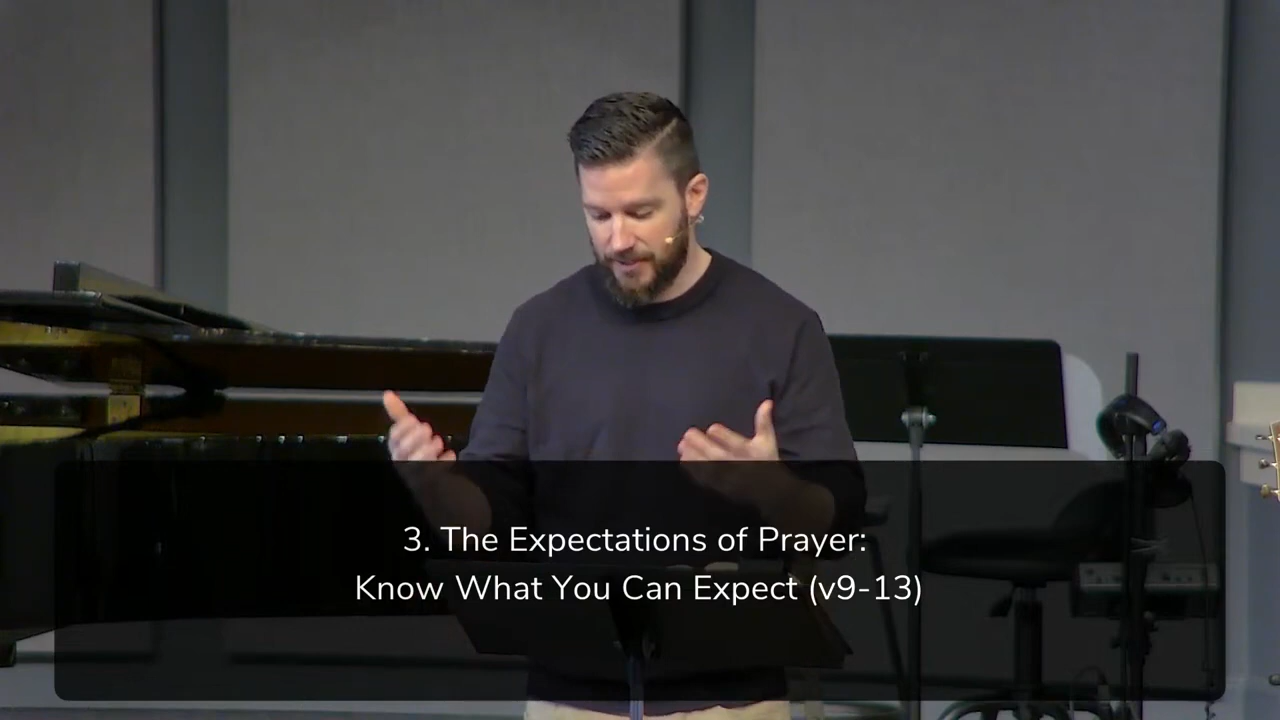 3. The Expectations of Prayer:
Know What You Can Expect (v9-13)